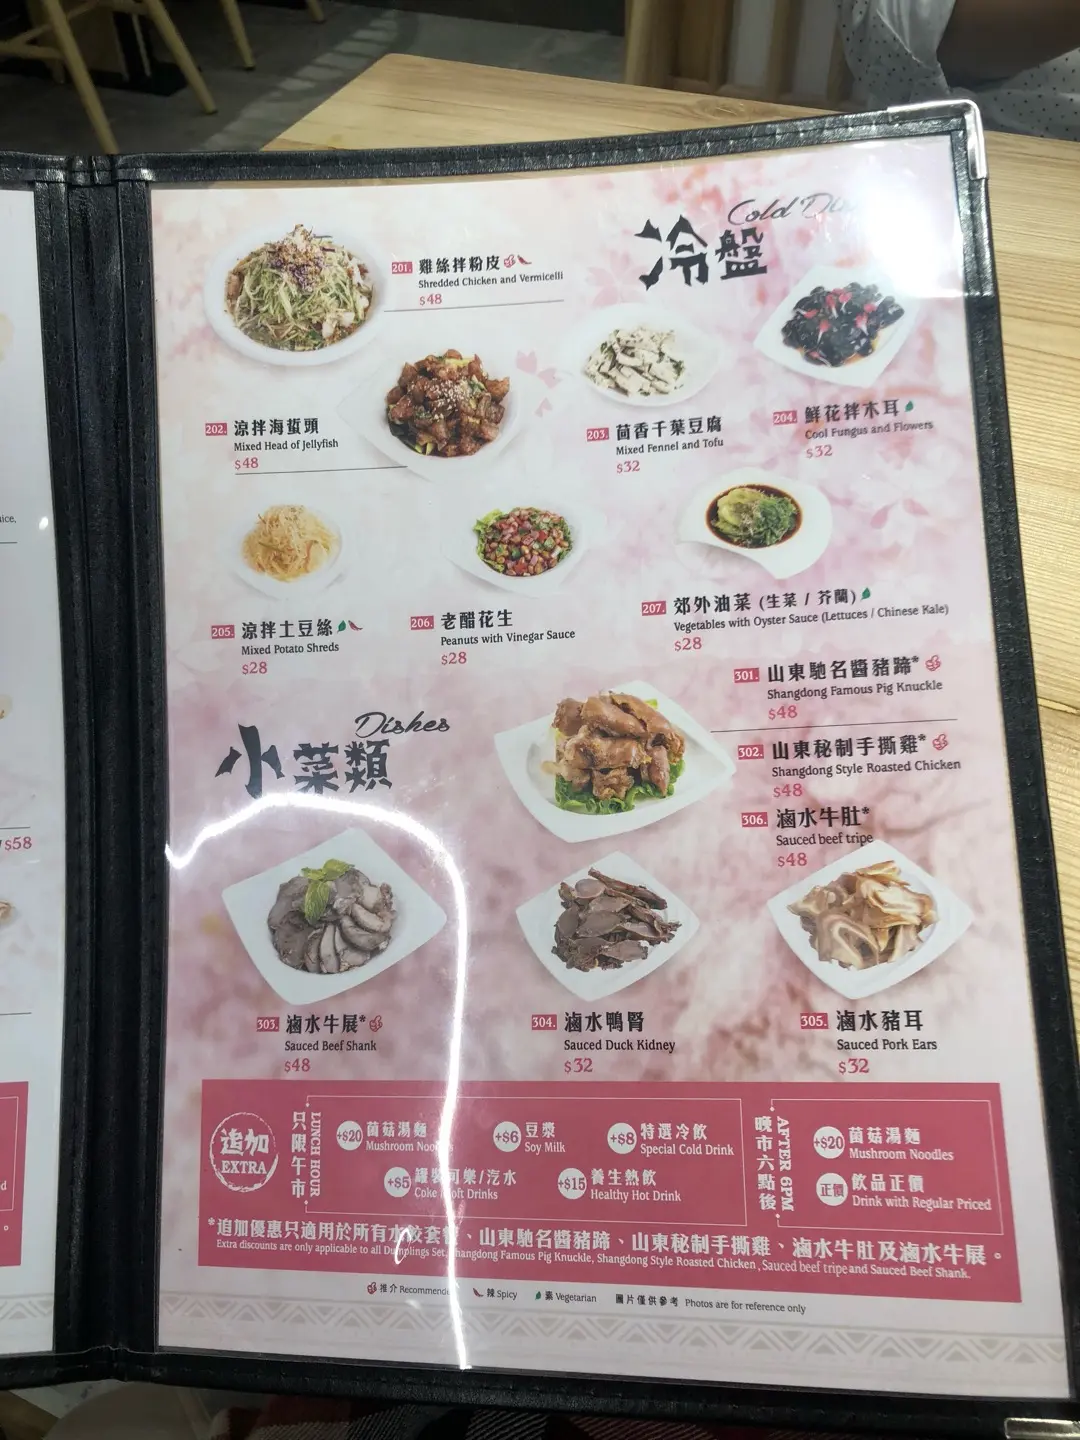 Cold
冷盤
201. 雞絲拌粉皮
Shredded Chicken and Vermicelli
$48
202. 涼拌海蜇頭
Mixed Head of Jellyfish
$48
203. 茴香千葉豆腐
Mixed Fennel and Tofu
$32
204. 鮮花拌木耳
Cool Fungus and Flowers
$32
205. 涼拌土豆絲
Mixed Potato Shreds
$28
206. 老醋花生
Peanuts with Vinegar Sauce
$28
207. 郊外油菜 (生菜 / 芥蘭)
Vegetables with Oyster Sauce (Lettuces / Chinese Kale)
$28
Dishes
小菜類
301. 山東馳名醬豬蹄*
Shangdong Famous Pig Knuckle
$48
302. 山東秘制手撕雞*
Shangdong Style Roasted Chicken
$48
306. 滷水牛肚*
Sauced beef tripe
$48
303. 滷水牛展*
Sauced Beef Shank
$48
304. 滷水鴨腎
Sauced Duck Kidney
$32
305. 滷水豬耳
Sauced Pork Ears
$32
追加
EXTRA
只限午市
LUNCH HOUR
+$20 菌菇湯麵
Mushroom
+$6 豆漿
Soy Milk
+$8 特選冷飲
Special Cold Drink
+$5 罐裝可樂/汽水
Coke Drinks
+$15 養生熱飲
Healthy Hot Drink
晚市六點後
AFTER 6PM
+$20 菌菇湯麵
Mushroom Noodles
正價 飲品正價
Drink with Regular Priced
*追加優惠只適用於所有水餃套餐、山東馳名醬豬蹄、山東秘制手撕雞、滷水牛肚及滷水牛展。
Extra discounts are only applicable to all Dumplings Set, Shangdong Famous Pig Knuckle, Shangdong Style Roasted Chicken, Sauced beef tripe and Sauced Beef Shank.
推介 辣 Spicy 素 Vegetarian 圖片僅供參考 Photos are for reference only
ice,
$58